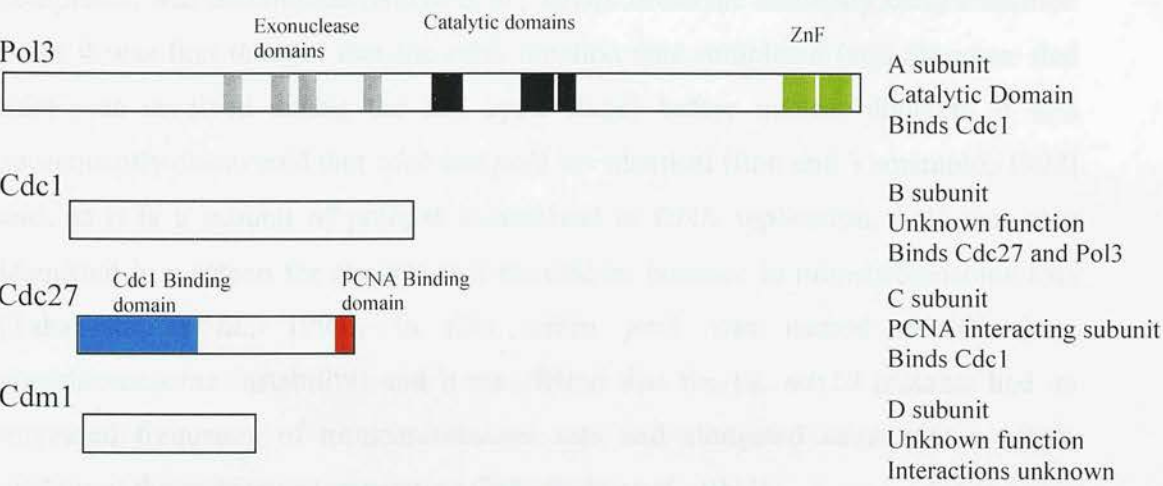 Exonuclease
domains
Catalytic domains
ZnF
Pol3
A subunit
Catalytic Domain
Binds Cdc1
Cdc1
B subunit
Unknown function
Binds Cdc27 and Pol3
Cdc27
Cdc1 Binding
domain
PCNA Binding
domain
C subunit
PCNA interacting subunit
Binds Cdc1
Cdm1
D subunit
Unknown function
Interactions unknown